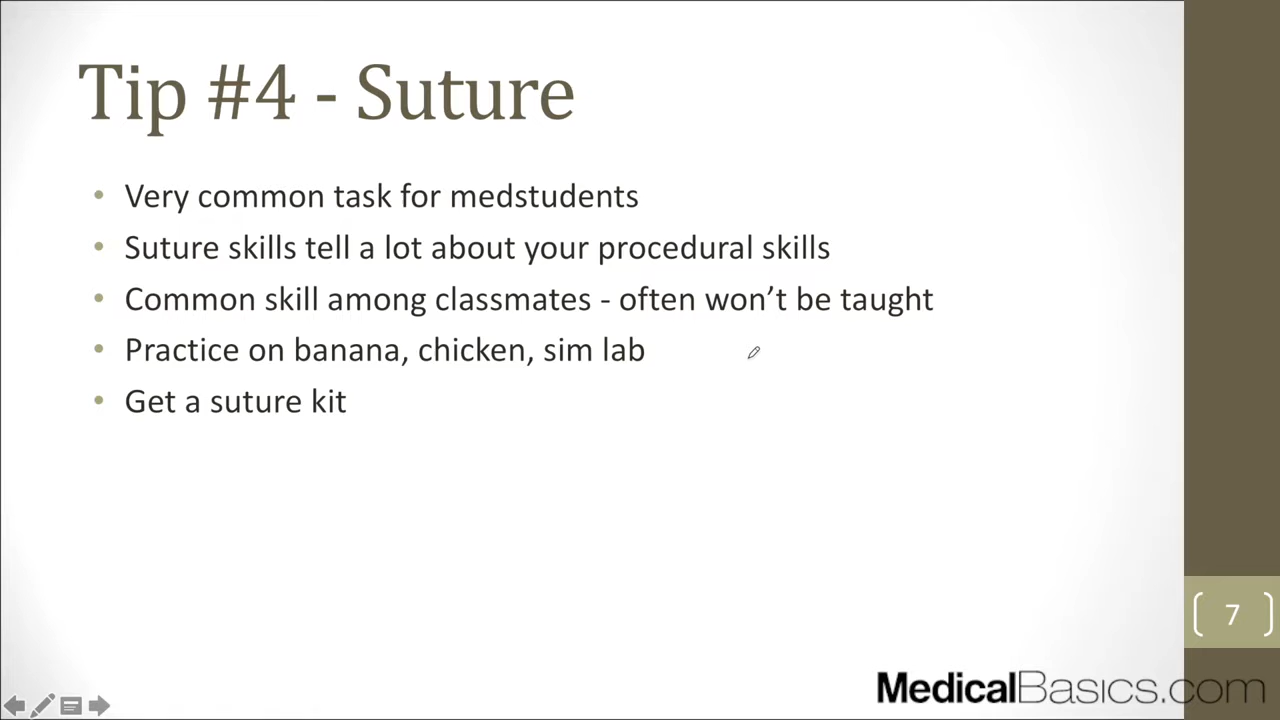 Tip #4 - Suture
• Very common task for medstudents
• Suture skills tell a lot about your procedural skills
• Common skill among classmates - often won’t be taught
• Practice on banana, chicken, sim lab
• Get a suture kit
7
MedicalBasics.com